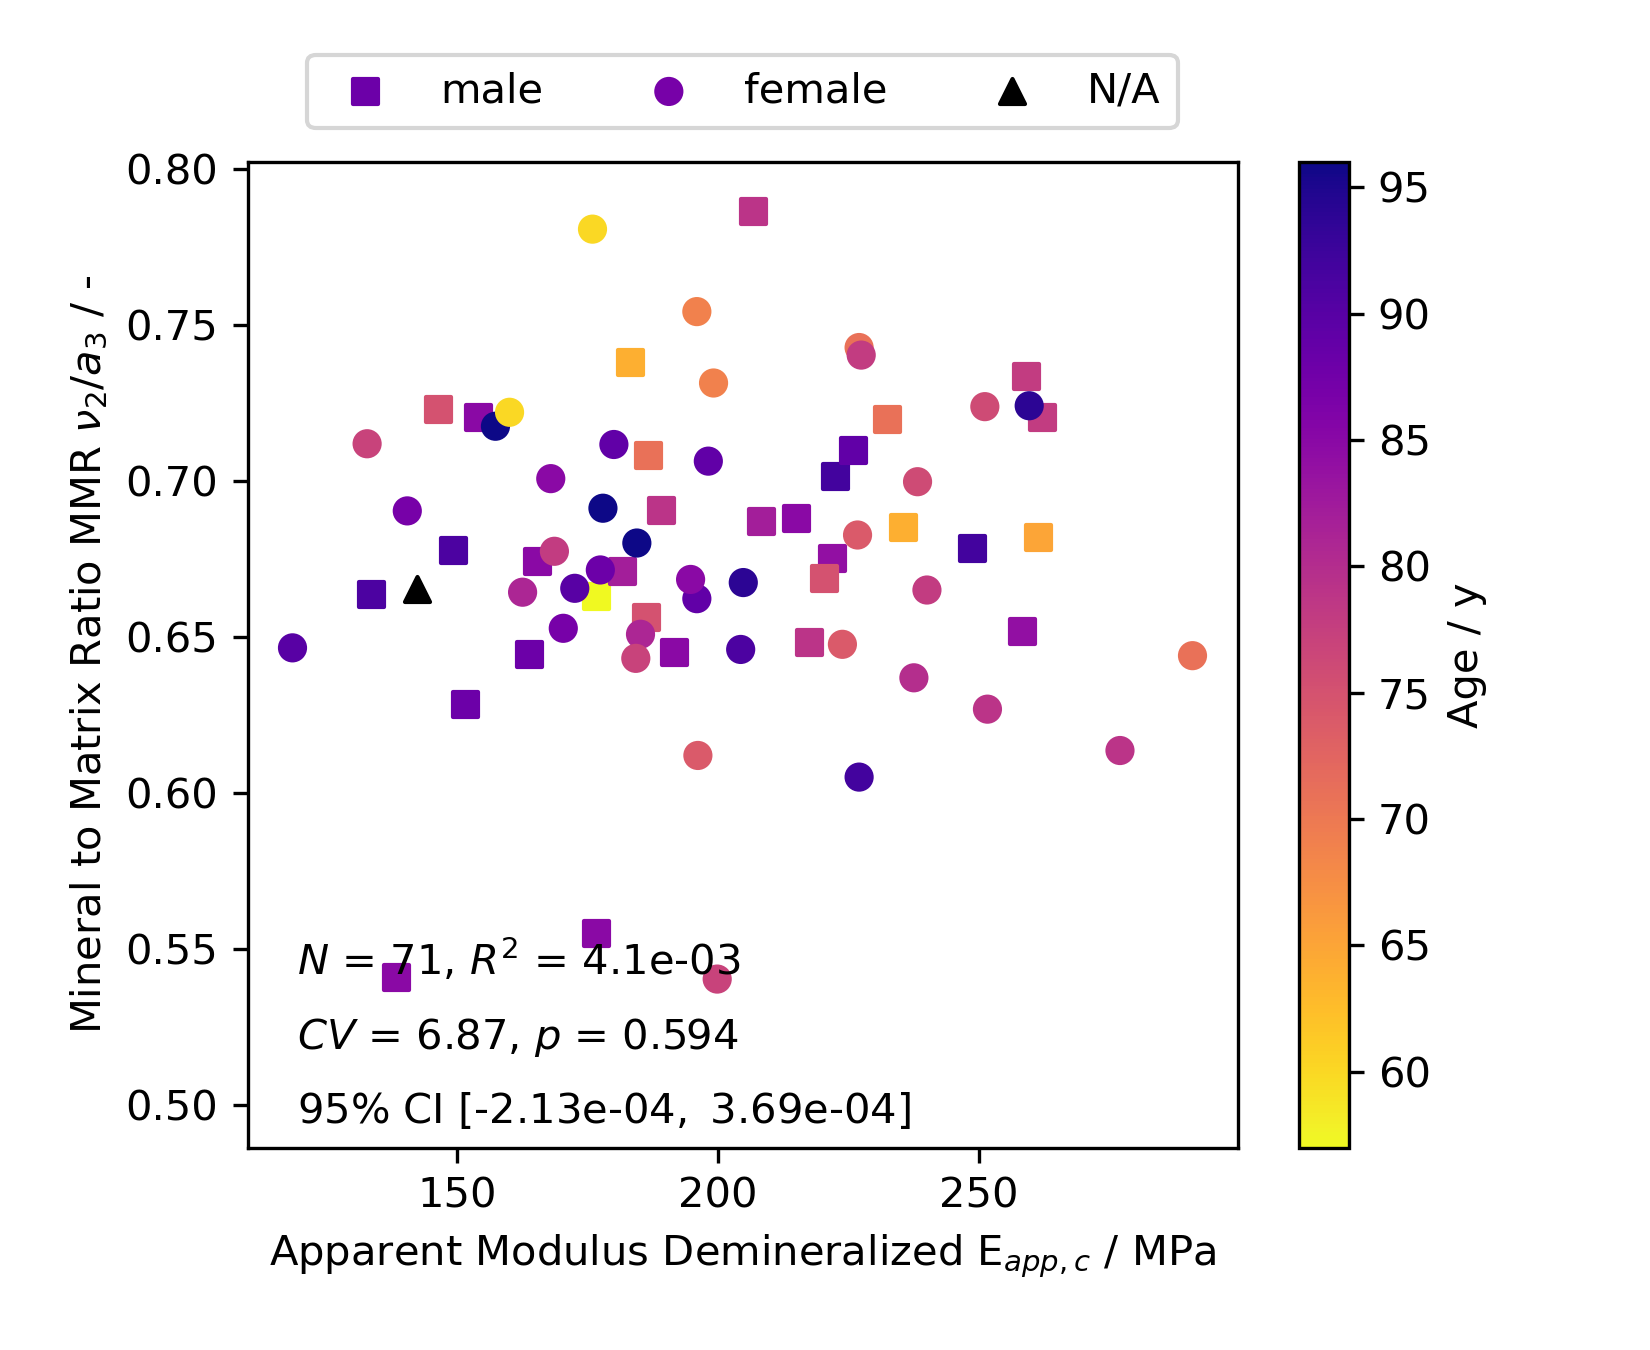 male female N/A
0.80
0.75
0.70
0.65
0.60
0.55
0.50
Mineral to Matrix Ratio MMR ν₂/a₃ / -
N = 71, R² = 4.1e-03
CV = 6.87, p = 0.594
95% CI [-2.13e-04, 3.69e-04]
150 200 250
Apparent Modulus Demineralized E_app,c / MPa
95
90
85
80
75
70
65
60
Age / y